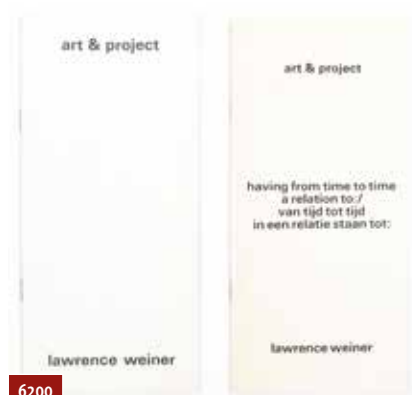 art & project
lawrence weiner
art & project
having from time to time
a relation to:/
van tijd tot tijd
in een relatie staan tot:
lawrence weiner
6200